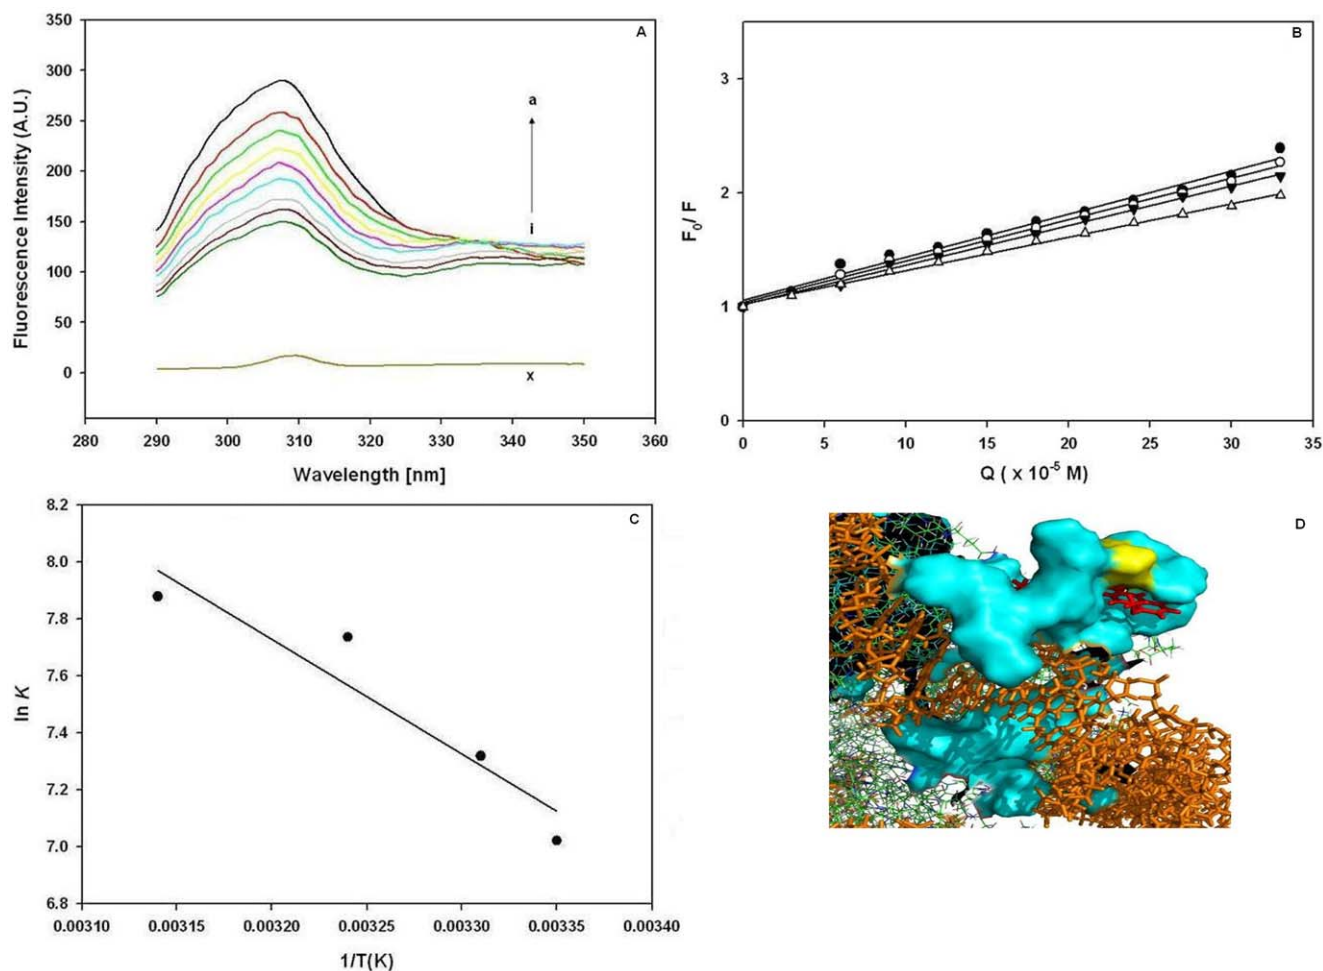 A
350
300
250
200
150
100
50
0
Fluorescence Intensity (A.U.)
a
i
x
280 290 300 310 320 330 340 350 360
Wavelength [nm]
B
3
2
1
0
F0/ F
0 5 10 15 20 25 30 35
Q ( x 10-5 M)
C
8.2
8.0
7.8
7.6
7.4
7.2
7.0
6.8
ln K
0.00310 0.00315 0.00320 0.00325 0.00330 0.00335 0.00340
1/T(K)
D